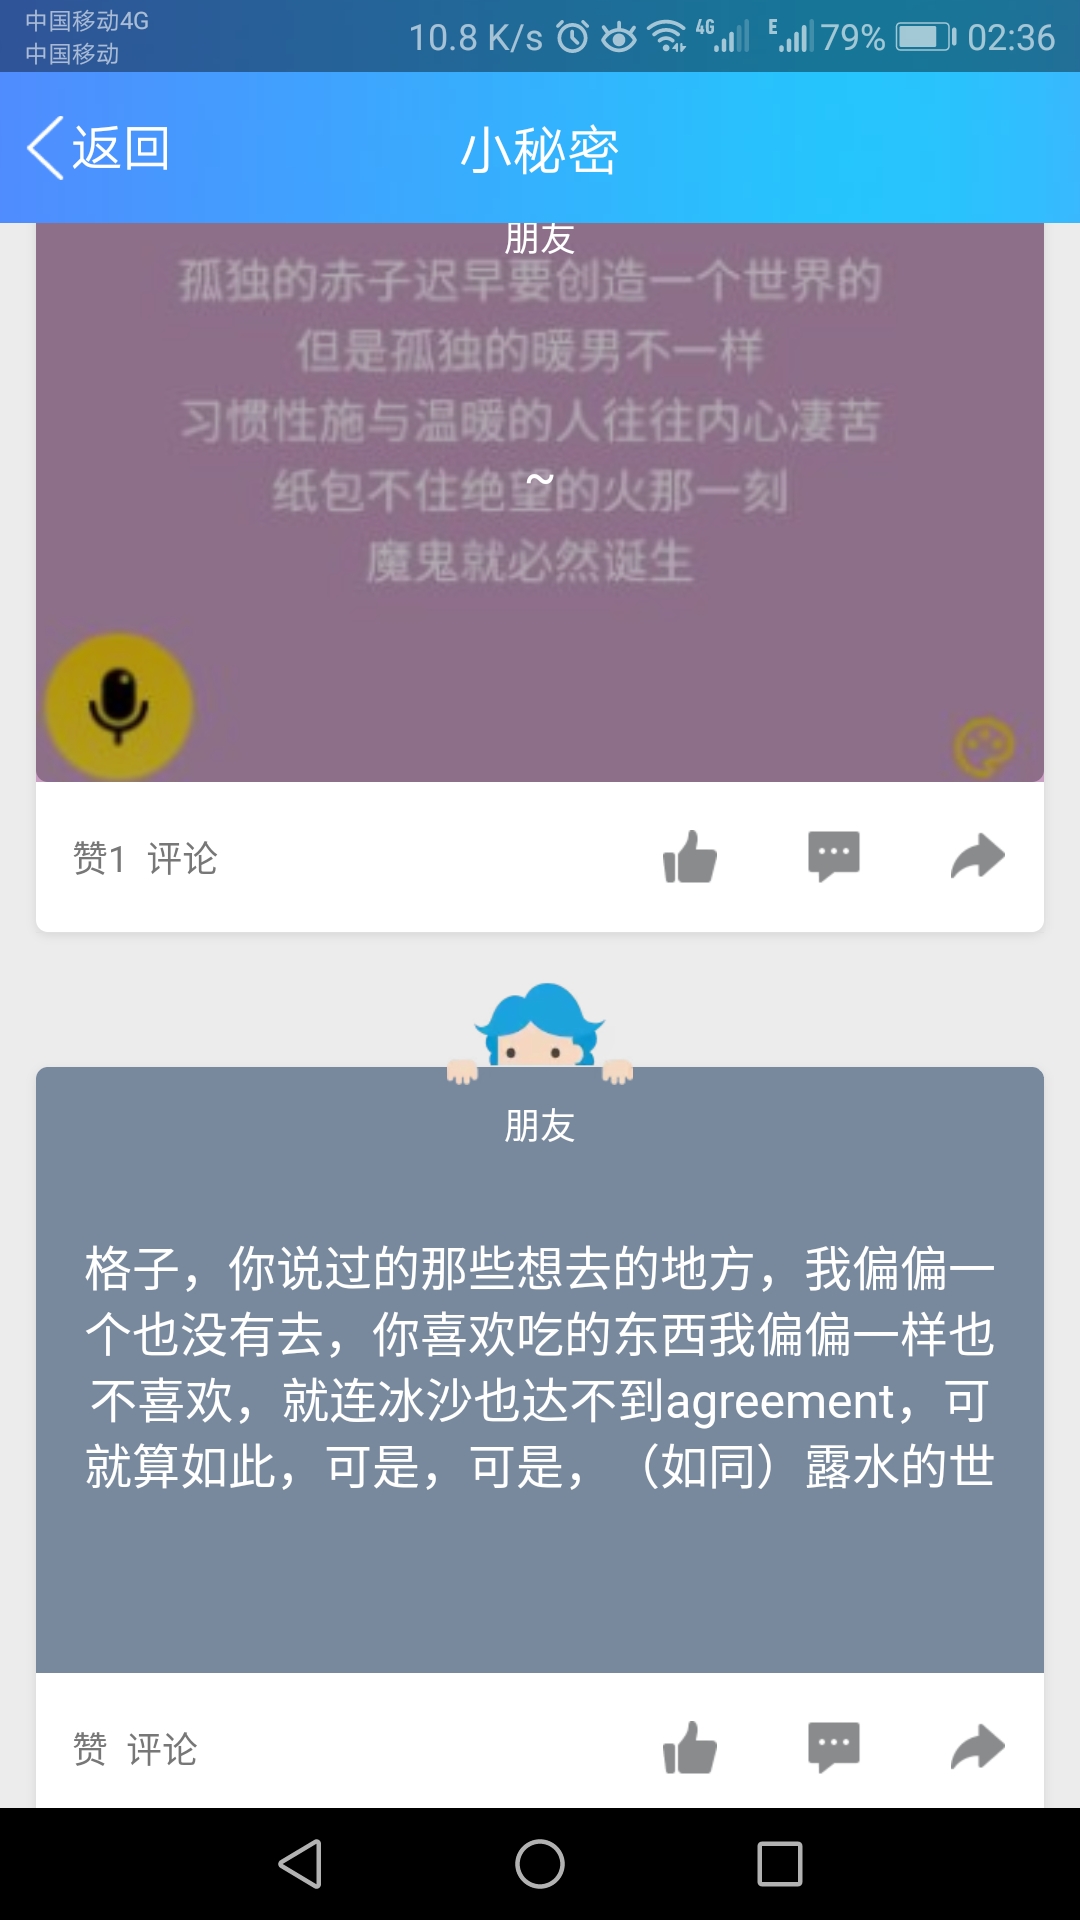 中国移动4G
中国移动
10.8 K/s 4G E 79% 02:36
返回
小秘密
朋友
孤独的赤子迟早要创造一个世界的
但是孤独的暖男不一样
习惯性施与温暖的人往往内心凄苦
纸包不住绝望的火那一刻
~
魔鬼就必然诞生
赞1 评论
朋友
格子，你说过的那些想去的地方，我偏偏一
个也没有去，你喜欢吃的东西我偏偏一样也
不喜欢，就连冰沙也达不到agreement，可
就算如此，可是，可是，（如同）露水的世
赞 评论